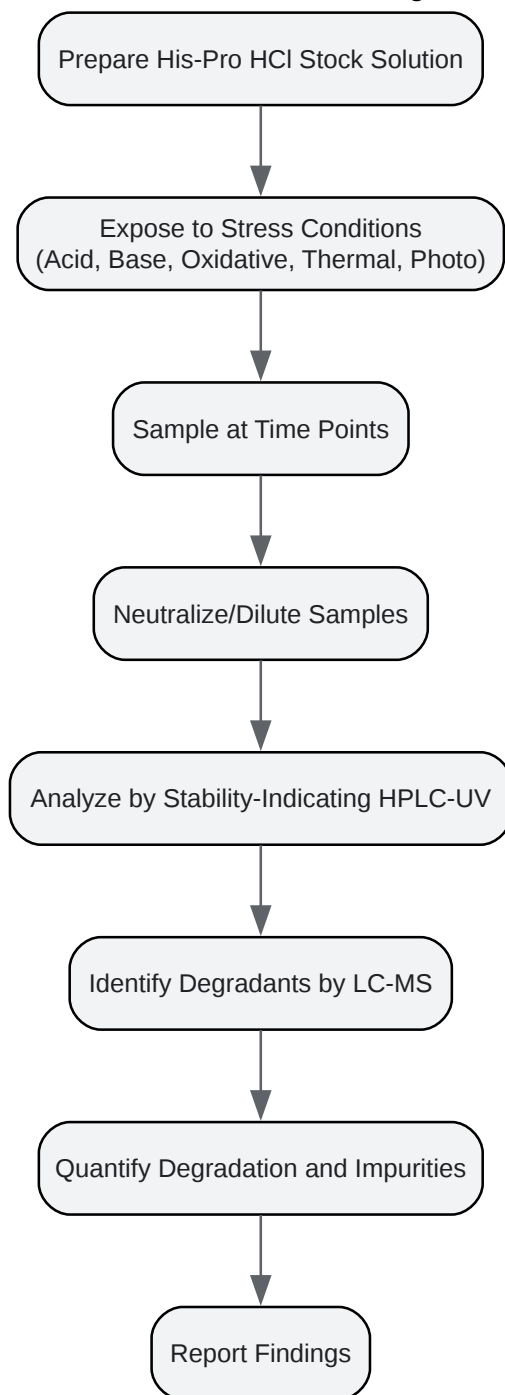 Prepare His-Pro HCl Stock Solution
Expose to Stress Conditions
(Acid, Base, Oxidative, Thermal, Photo)
Sample at Time Points
Neutralize/Dilute Samples
Analyze by Stability-Indicating HPLC-UV
Identify Degradants by LC-MS
Quantify Degradation and Impurities
Report Findings